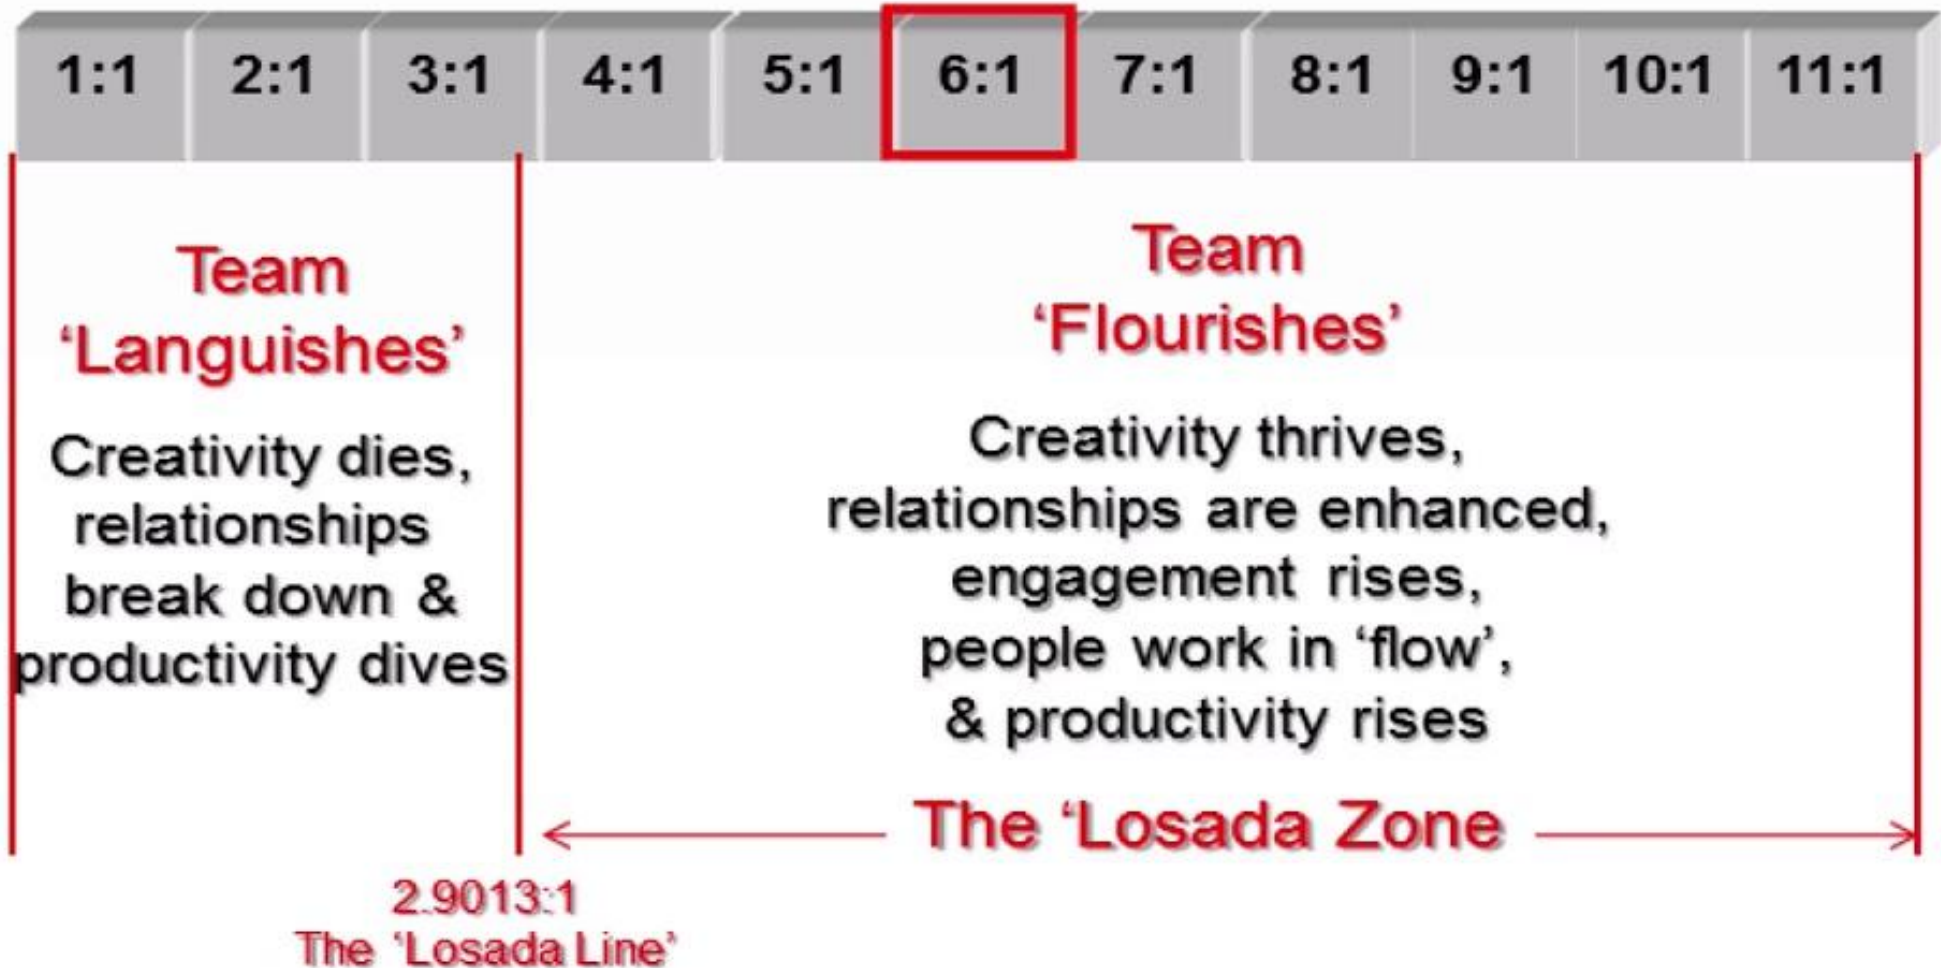 1:1 2:1 3:1 4:1 5:1 6:1 7:1 8:1 9:1 10:1 11:1
Team
‘Languishes’
Creativity dies,
relationships
break down &
productivity dives
Team
‘Flourishes’
Creativity thrives,
relationships are enhanced,
engagement rises,
people work in ‘flow’,
& productivity rises
The ‘Losada Zone
2.9013:1
The ‘Losada Line’